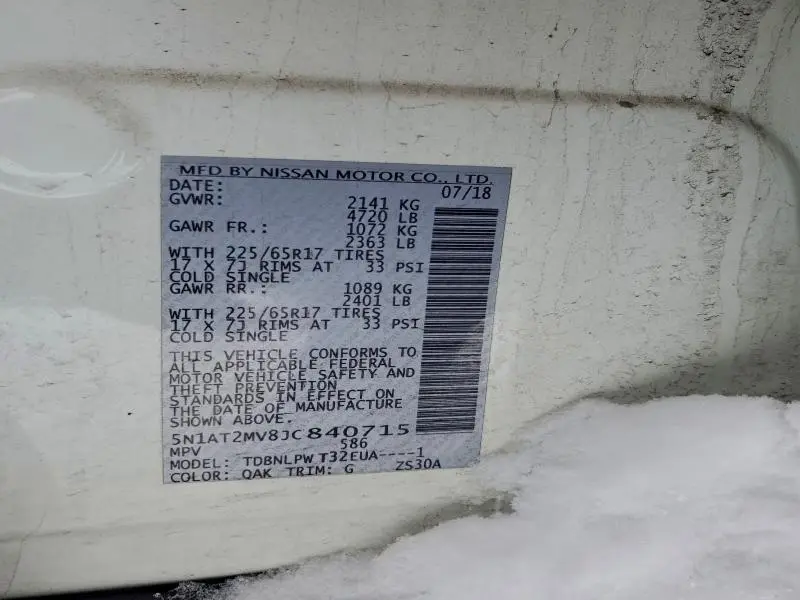 MFD BY NISSAN MOTOR CO., LTD.
DATE: 07/18
GVWR: 2141 KG
4720 LB
GAWR FR.: 1072 KG
2363 LB
WITH 225/65R17 TIRES
17 X 7J RIMS AT 33 PSI
COLD SINGLE
GAWR RR.: 1089 KG
2401 LB
WITH 225/65R17 TIRES
17 X 7J RIMS AT 33 PSI
COLD SINGLE
THIS VEHICLE CONFORMS TO
ALL APPLICABLE FEDERAL
MOTOR VEHICLE SAFETY AND
THEFT PREVENTION
STANDARDS IN EFFECT ON
THE DATE OF MANUFACTURE
SHOWN ABOVE.
5N1AT2MV8JC840715
MPV 586
MODEL: TDBNLPW T32EUA----1
COLOR: QAK TRIM: G ZS30A